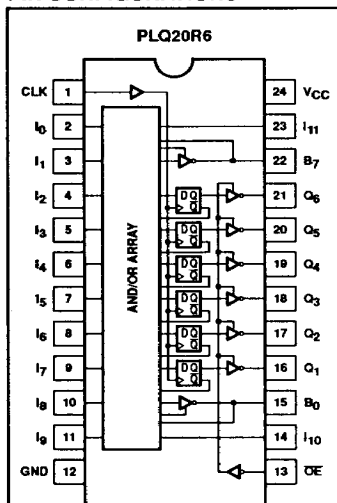 PLQ20R6
CLK 1 24 VCC
I0 2 23 I11
I1 3 22 B7
I2 4 D Q Q 21 Q6
I3 5 D Q Q 20 Q5
I4 6 D Q Q 19 Q4
I5 7 D Q Q 18 Q3
I6 8 D Q Q 17 Q2
I7 9 D Q Q 16 Q1
I8 10 15 B0
I9 11 14 I10
GND 12 13 OE
AND/OR ARRAY